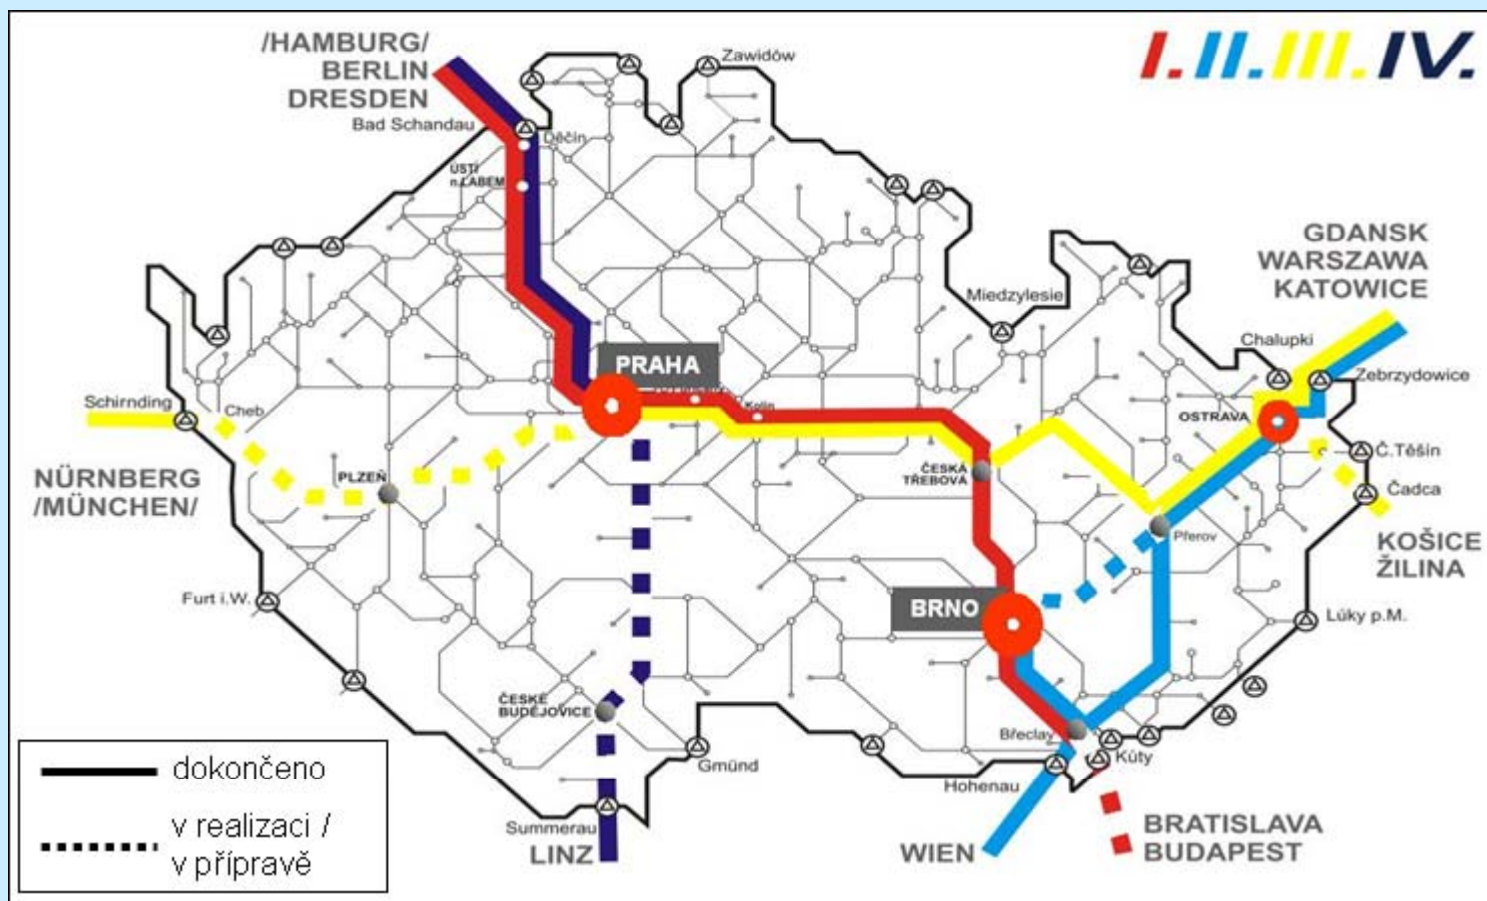 /HAMBURG/
BERLIN
DRESDEN
I. II. III. IV.
Zawidów
Bad Schandau
Děčín
ÚSTÍ
n.LABEM
GDANSK
WARSZAWA
KATOWICE
Miedzylesie
Chalupki
PRAHA
Zebrzydowice
Schirnding
Cheb
Kolín
OSTRAVA
NÜRNBERG
/MÜNCHEN/
PLZEŇ
ČESKÁ
TŘEBOVÁ
Č.Těšín
Čadca
Přerov
KOŠICE
ŽILINA
Furt i.W.
BRNO
Lúky p.M.
ČESKÉ
BUDĚJOVICE
Břeclav
Gmünd
Kúty
Hohenau
dokončeno
v realizaci /
v přípravě
Summerau
LINZ
WIEN
BRATISLAVA
BUDAPEST